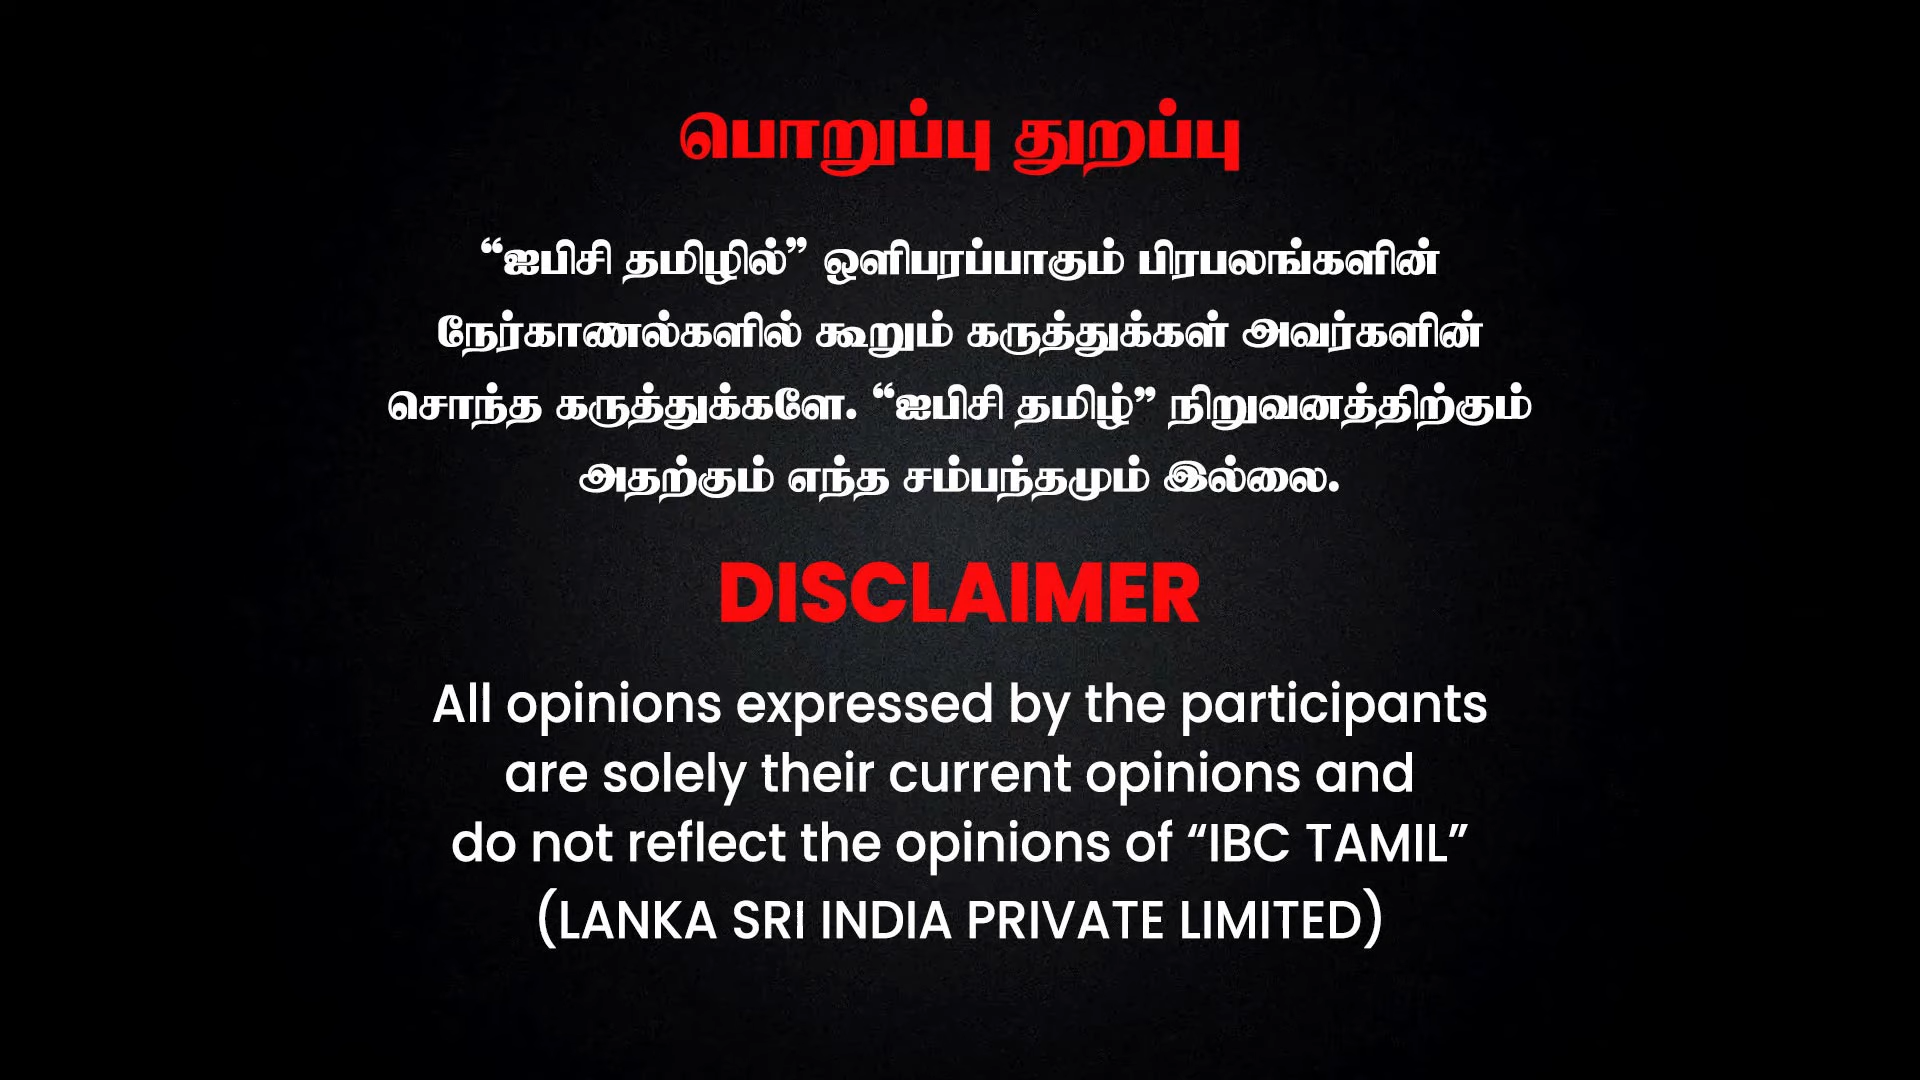 பொறுப்பு துறப்பு
“ஐபிசி தமிழில்” ஒளிபரப்பாகும் பிரபலங்களின்
நேர்காணல்களில் கூறும் கருத்துக்கள் அவர்களின்
சொந்த கருத்துக்களே. “ஐபிசி தமிழ்” நிறுவனத்திற்கும்
அதற்கும் எந்த சம்பந்தமும் இல்லை.
DISCLAIMER
All opinions expressed by the participants
are solely their current opinions and
do not reflect the opinions of “IBC TAMIL”
(LANKA SRI INDIA PRIVATE LIMITED)